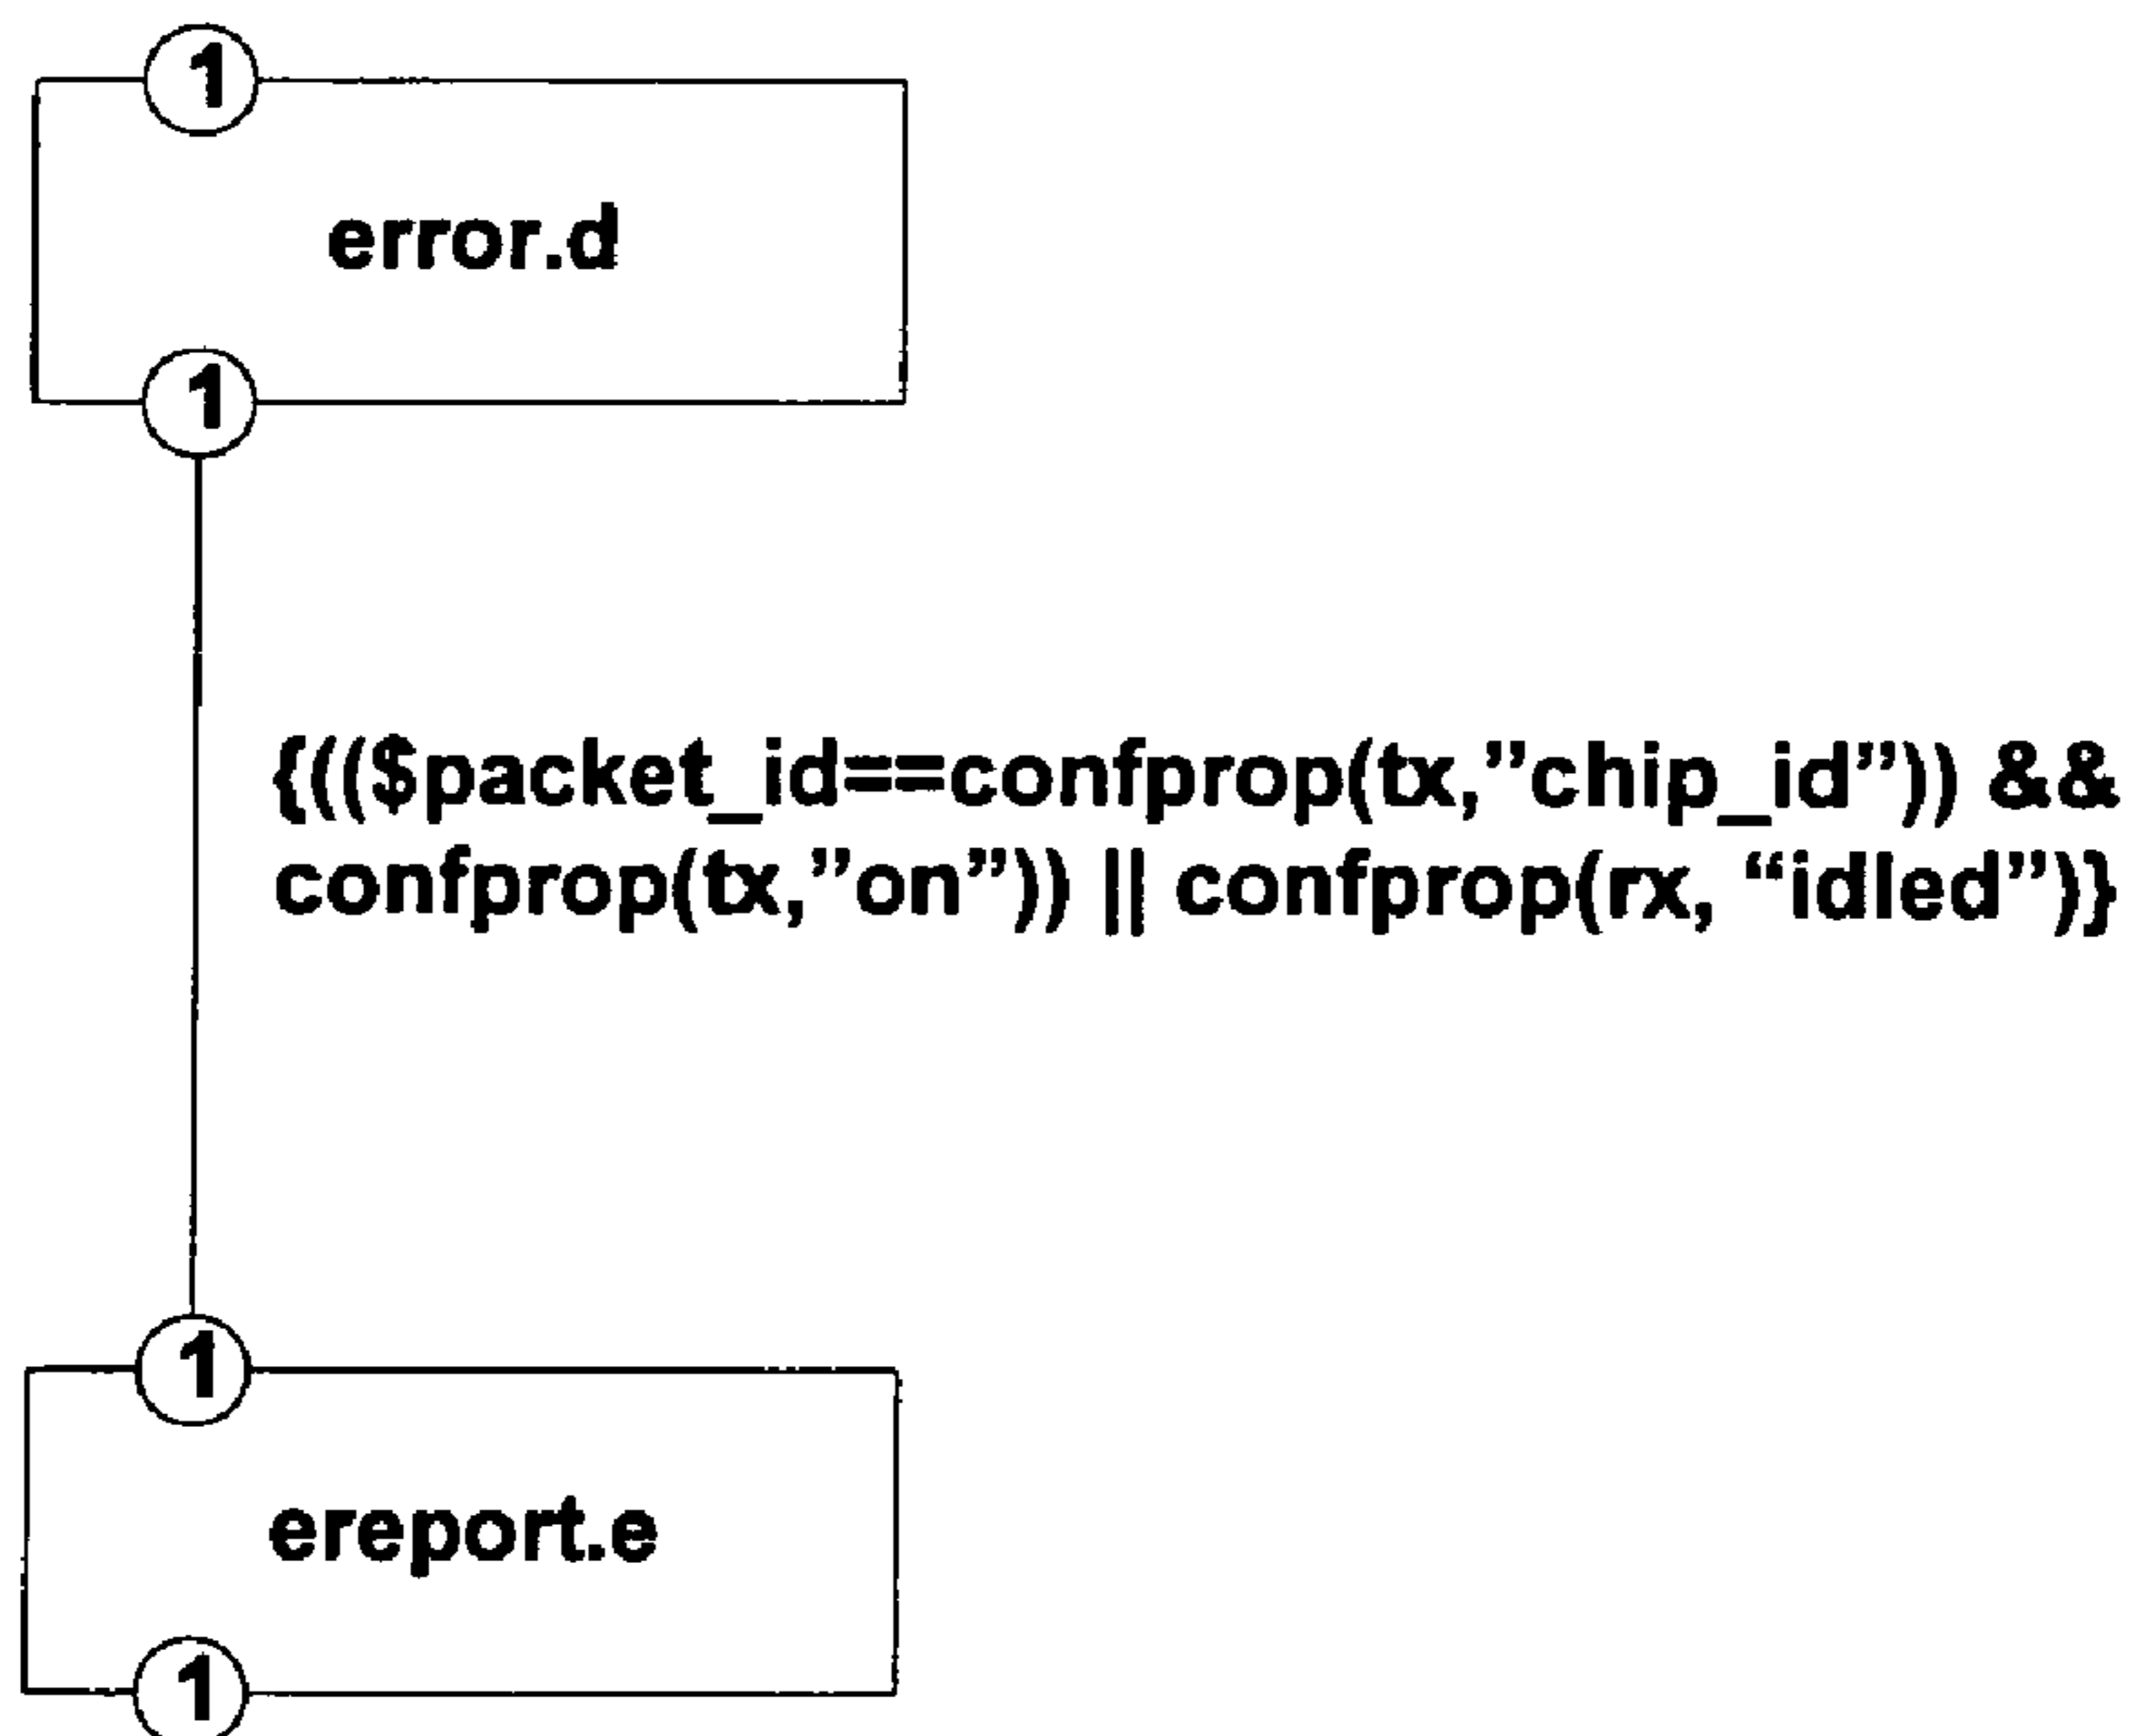 1
error.d
1
{(($packet_id==confprop(tx,”chip_id”)) &&
confprop(tx,”on”)) || confprop(rx, “idled”)}
1
ereport.e
1